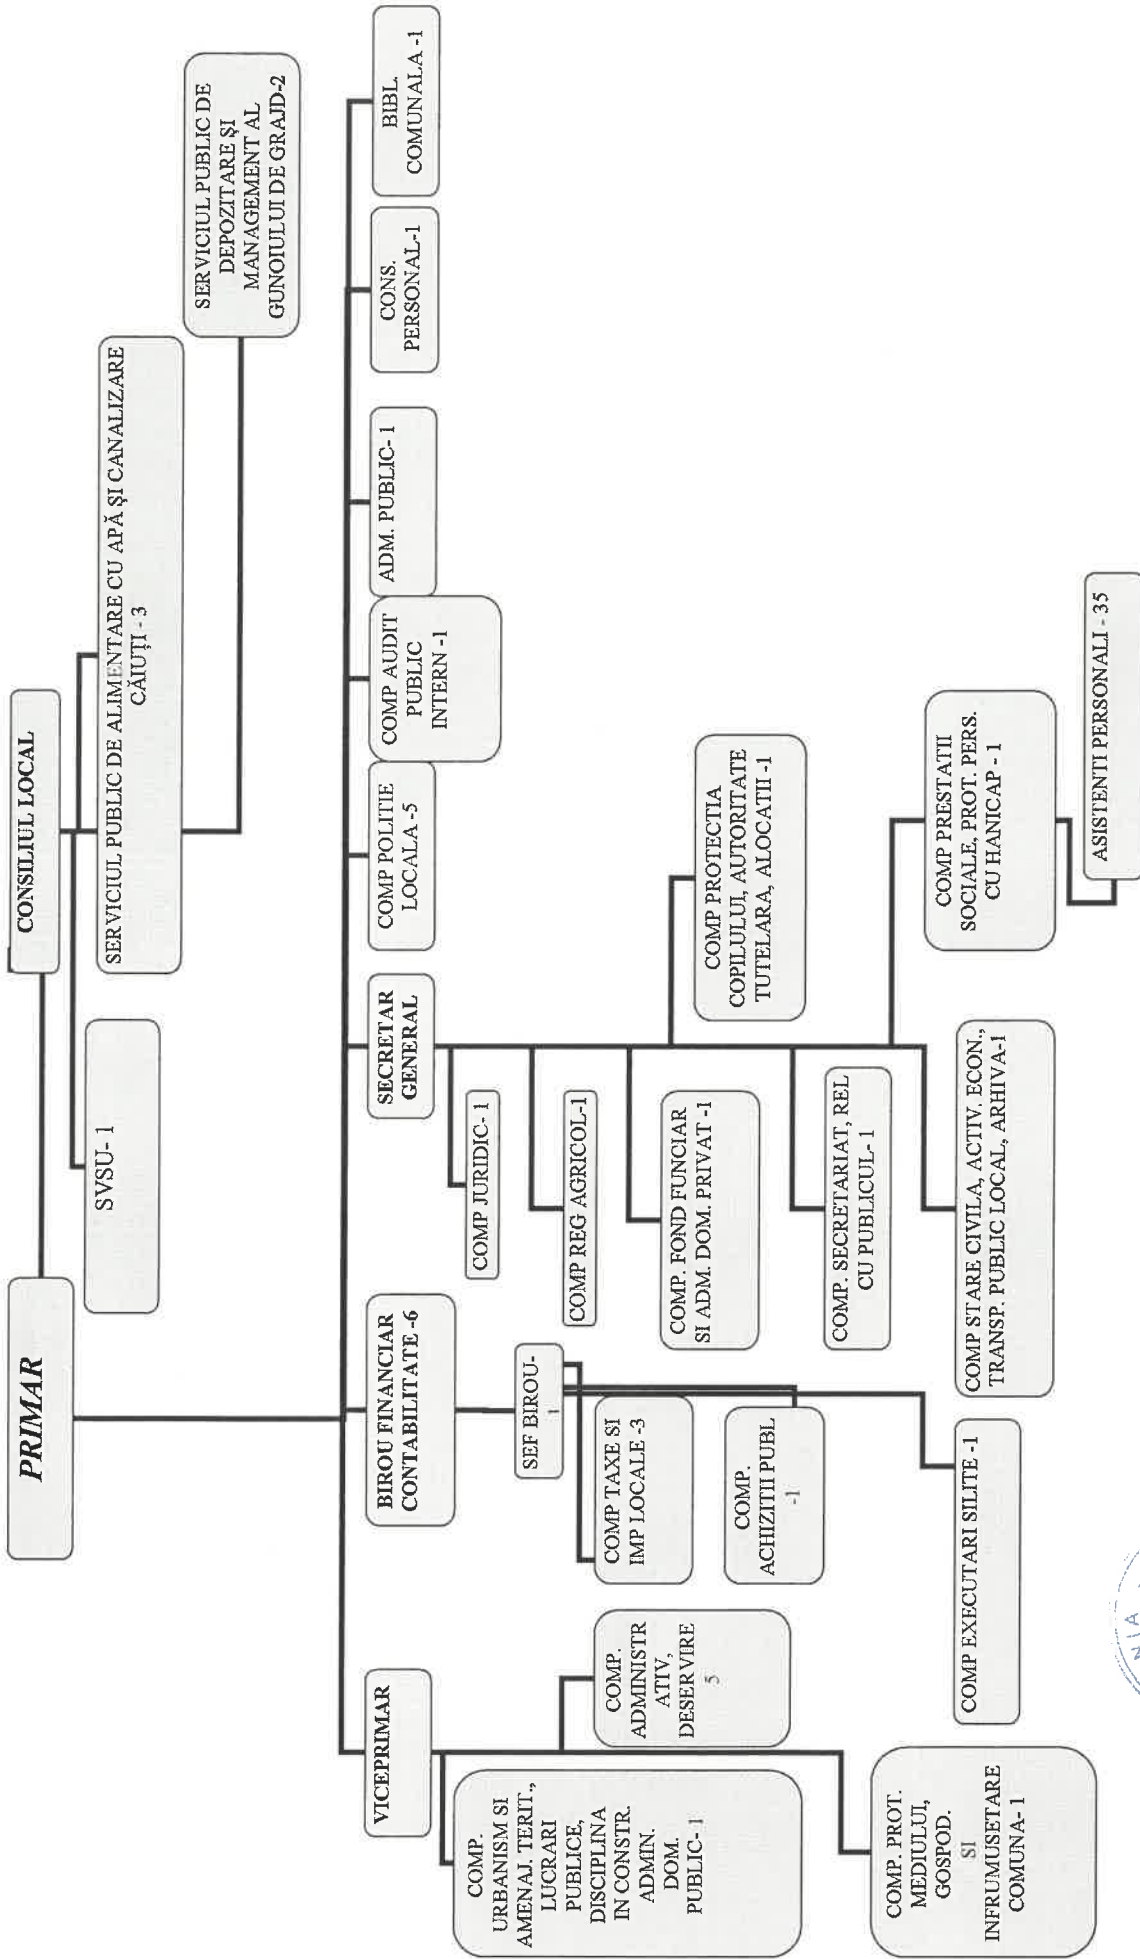 PRIMAR
CONSILIUL LOCAL
SVSU- 1
SERVICIUL PUBLIC DE ALIMENTARE CU APĂ ȘI CANALIZARE
CĂIUȚI - 3
SERVICIUL PUBLIC DE
DEPOZITARE ȘI
MANAGEMENT AL
GUNOIULUI DE GRAJD-2
VICEPRIMAR
BIROU FINANCIAR
CONTABILITATE -6
SECRETAR
GENERAL
COMP POLITIE
LOCALA -5
COMP AUDIT
PUBLIC
INTERN -1
ADM. PUBLIC- 1
CONS.
PERSONAL-1
BIBL.
COMUNALA -1
COMP.
URBANISM SI
AMENAJ. TERIT.,
LUCRARI
PUBLICE,
DISCIPLINA
IN CONSTR.
ADMIN.
DOM.
PUBLIC- 1
COMP.
ADMINISTR
ATIV,
DESERVIRE
5
COMP. PROT.
MEDIULUI,
GOSPOD.
SI
INFRUMUSETARE
COMUNA- 1
SEF BIROU-
1
COMP TAXE SI
IMP LOCALE -3
COMP.
ACHIZITII PUBL
-1
COMP EXECUTARI SILITE -1
COMP JURIDIC- 1
COMP REG AGRICOL-1
COMP. FOND FUNCIAR
SI ADM. DOM. PRIVAT -1
COMP PROTECTIA
COPILULUI, AUTORITATE
TUTELARA, ALOCATII -1
COMP. SECRETARIAT, REL
CU PUBLICUL- 1
COMP STARE CIVILA, ACTIV. ECON.,
TRANSP. PUBLIC LOCAL, ARHIVA-1
COMP PRESTATII
SOCIALE, PROT. PERS.
CU HANICAP - 1
ASISTENTI PERSONALI - 35